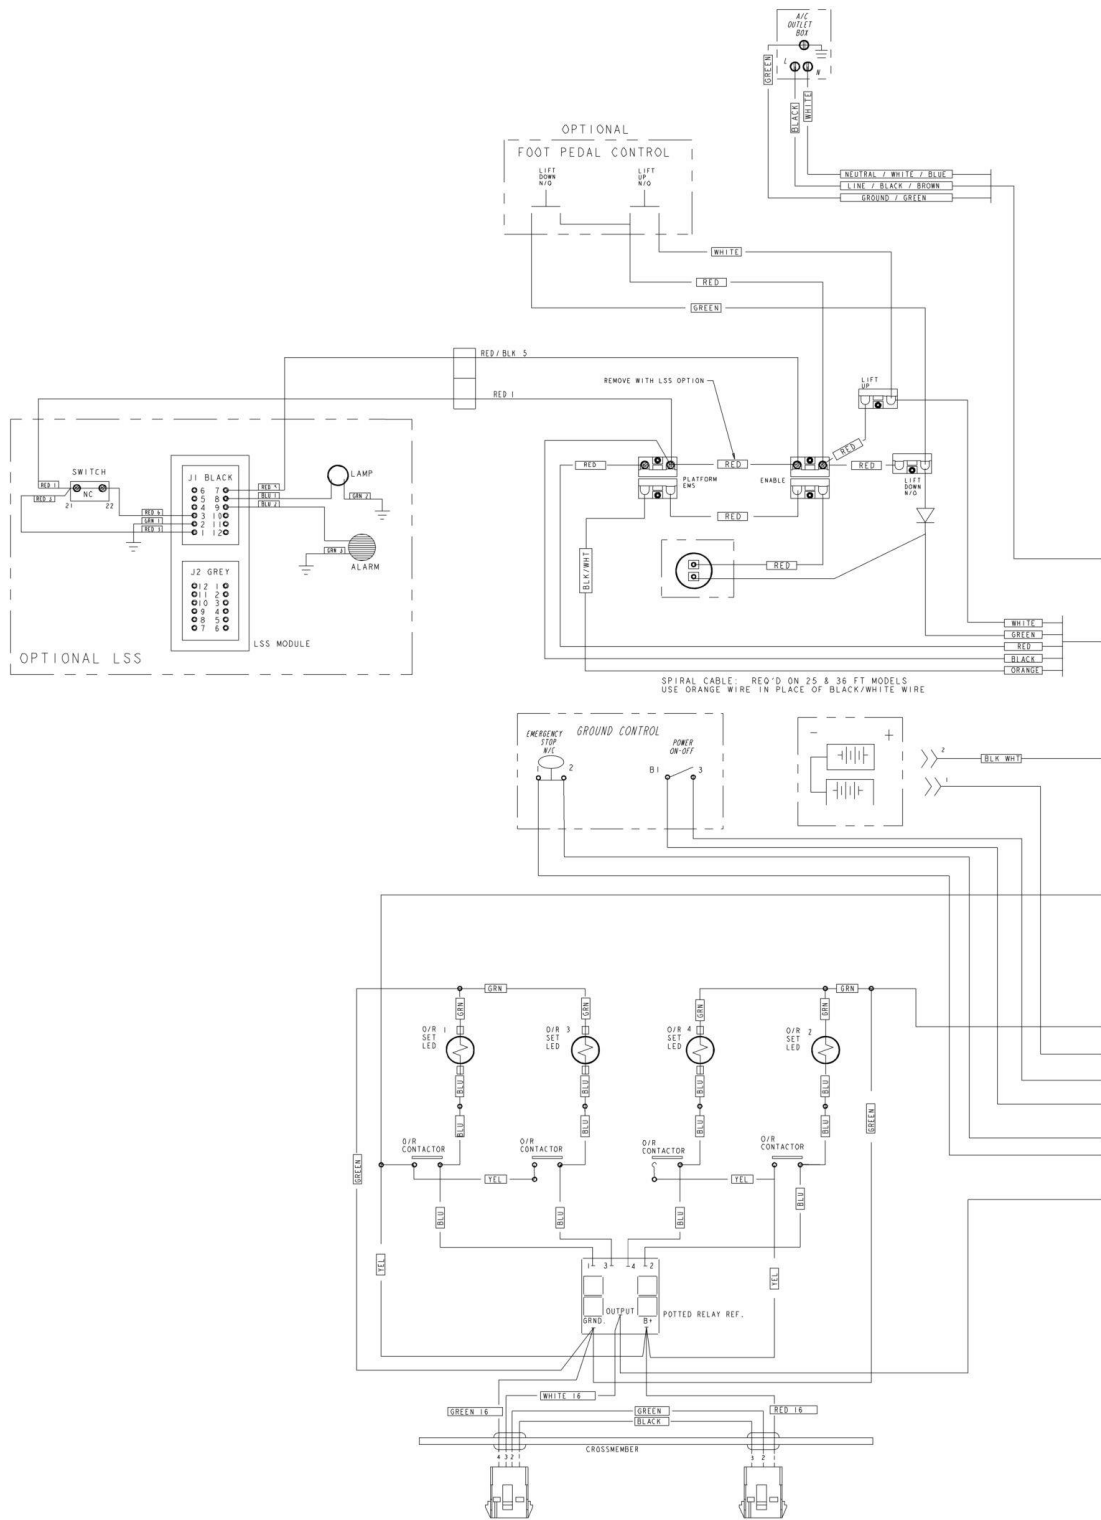 A/C
OUTLET
BOX
L
N
GREEN
BLACK
WHITE
NEUTRAL / WHITE / BLUE
LINE / BLACK / BROWN
GROUND / GREEN
OPTIONAL
FOOT PEDAL CONTROL
LIFT
DOWN
N/O
LIFT
UP
N/O
WHITE
RED
GREEN
RED/BLK 5
RED 1
REMOVE WITH LSS OPTION
LIFT
UP
RED
RED
RED
RED
PLATFORM
EMS
ENABLE
LIFT
DOWN
N/O
RED
BLK/WHT
RED
SWITCH
NC
21
22
RED 1
J1 BLACK
6 7
5 8
4 9
3 10
2 11
1 12
RED 6
GRN 1
BLU 1
BLU 2
LAMP
GRN 2
GRN 3
ALARM
J2 GREY
12 1
11 2
10 3
9 4
8 5
7 6
LSS MODULE
OPTIONAL LSS
WHITE
GREEN
RED
BLACK
ORANGE
SPIRAL CABLE: REQ'D ON 25 & 36 FT MODELS
USE ORANGE WIRE IN PLACE OF BLACK/WHITE WIRE
GROUND CONTROL
EMERGENCY
STOP
N/C
1
2
POWER
ON-OFF
B1
3
- +
2
BLK WHT
1
GRN
GRN
GRN
GRN
GRN
GRN
O/R 1
SET
LED
O/R 3
SET
LED
O/R 4
SET
LED
O/R 2
SET
LED
BLU
BLU
BLU
BLU
BLU
BLU
BLU
BLU
GREEN
O/R
CONTACTOR
O/R
CONTACTOR
O/R
CONTACTOR
O/R
CONTACTOR
GREEN
YEL
YEL
BLU
BLU
BLU
BLU
YEL
YEL
1 3 4 2
OUTPUT
GRND.
B+
POTTED RELAY REF.
WHITE 16
GREEN 16
GREEN
BLACK
RED 16
CROSSMEMBER
4 3 2 1
3 2 1